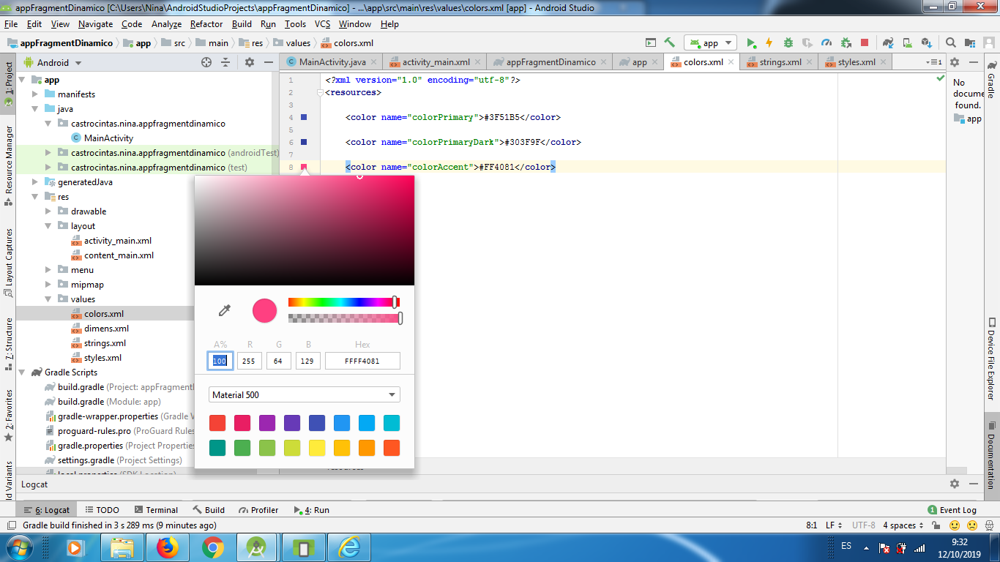 appFragmentDinamico [C:\Users\Nina\AndroidStudioProjects\appFragmentDinamico] - ...\app\src\main\res\values\colors.xml [app] - Android Studio
File Edit View Navigate Code Analyze Refactor Build Run Tools VCS Window Help
appFragmentDinamico app src main res values colors.xml app
1: Project
Resource Manager
Layout Captures
7: Structure
2: Favorites
ld Variants
Android
app
manifests
java
castrocintas.nina.appfragmentdinamico
MainActivity
castrocintas.nina.appfragmentdinamico (androidTest)
castrocintas.nina.appfragmentdinamico (test)
generatedJava
res
drawable
layout
activity_main.xml
content_main.xml
menu
mipmap
values
colors.xml
dimens.xml
strings.xml
styles.xml
Gradle Scripts
build.gradle (Project: appFragment
build.gradle (Module: app)
gradle-wrapper.properties (Gradle V
proguard-rules.pro (ProGuard Rules
gradle.properties (Project Properties
settings.gradle (Project Settings)
local.properties (SDK Location)
MainActivity.java activity_main.xml appFragmentDinamico app colors.xml strings.xml styles.xml 1
1 <?xml version="1.0" encoding="utf-8"?>
2 <resources>
3
4 <color name="colorPrimary">#3F51B5</color>
5
6 <color name="colorPrimaryDark">#303F9F</color>
7
8 <color name="colorAccent">#FF4081</color>
A% R G B Hex
100 255 64 129 FFFF4081
Material 500
resources
No
docume
found.
app
Gradle
Device File Explorer
Documentation
Logcat
6: Logcat TODO Terminal Build Profiler 4: Run 1 Event Log
Gradle build finished in 3 s 289 ms (9 minutes ago) 8:1 LF UTF-8 4 spaces
ES 9:32
12/10/2019